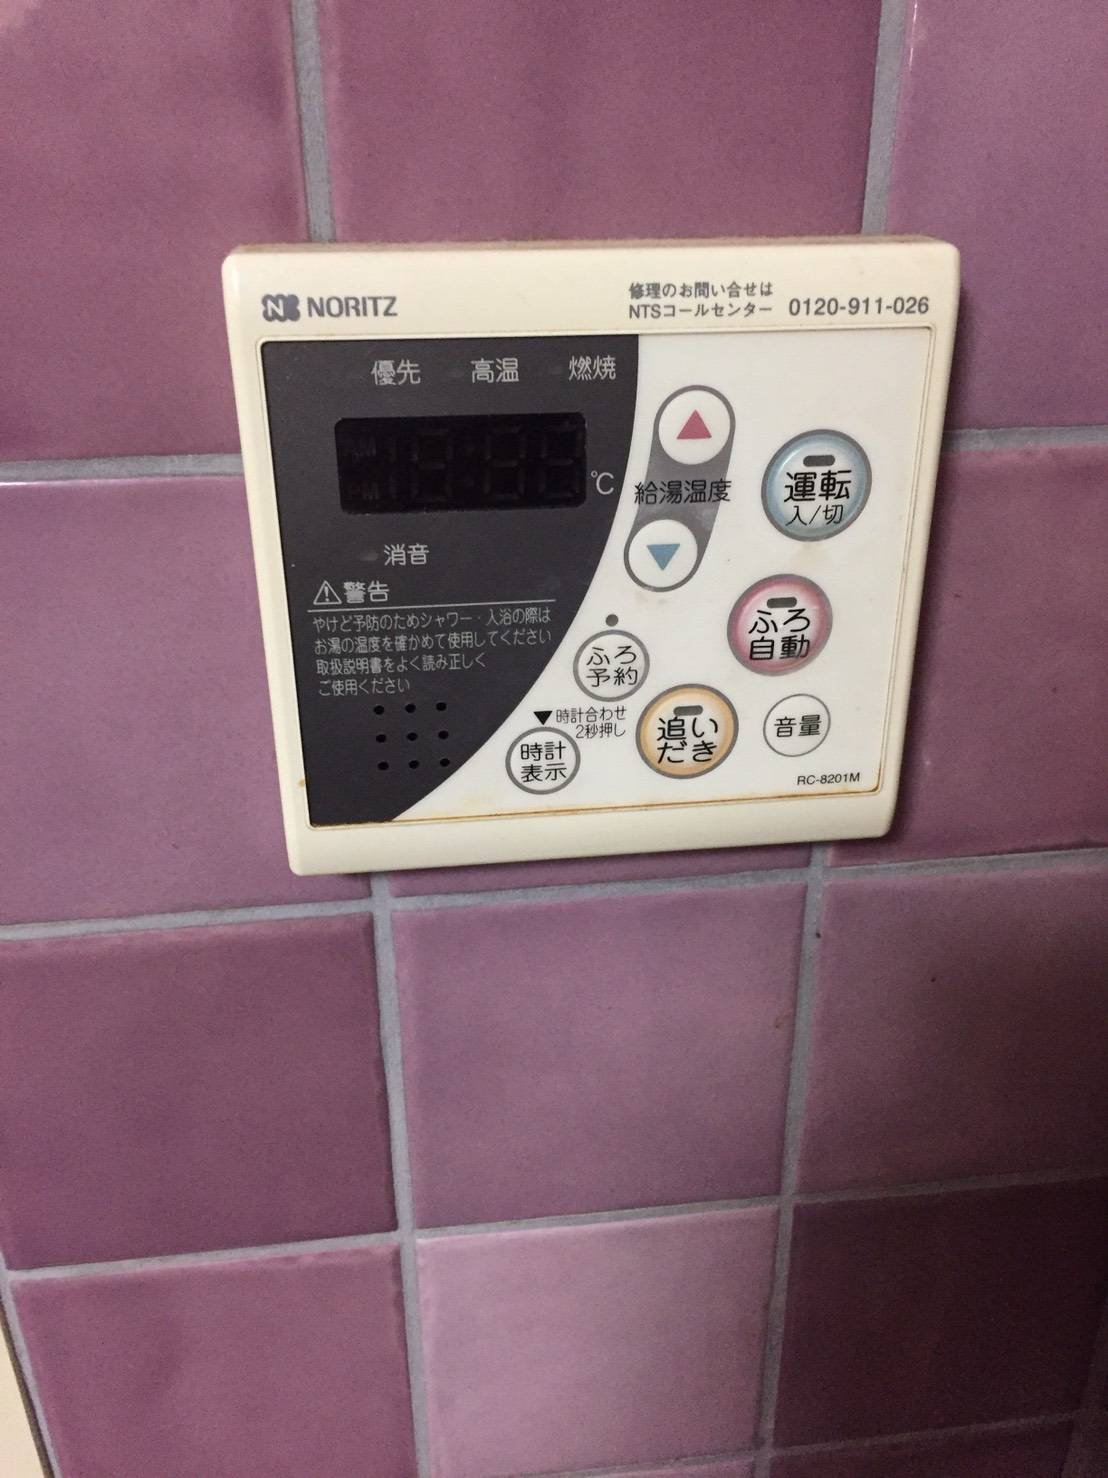 NORITZ
修理のお問い合せは
NTSコールセンター 0120-911-026
優先 高温 燃焼
AM
PM
℃
給湯温度
運転
入/切
消音
⚠警告
やけど予防のためシャワー・入浴の際は
お湯の温度を確かめて使用してください
取扱説明書をよく読み正しく
ご使用ください
ふろ
自動
ふろ
予約
▼時計合わせ
2秒押し
時計
表示
追い
だき
音量
RC-8201M